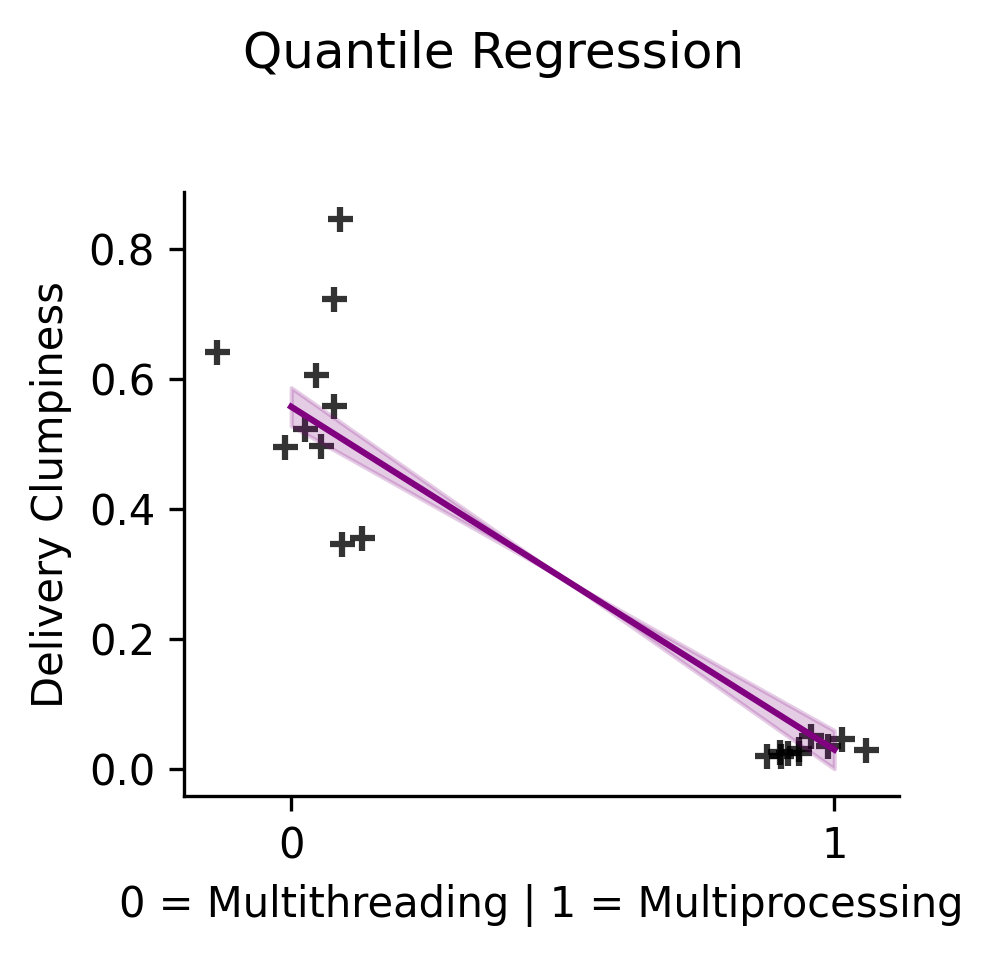 Quantile Regression
Delivery Clumpiness
0.8
0.6
0.4
0.2
0.0
0 1
0 = Multithreading | 1 = Multiprocessing